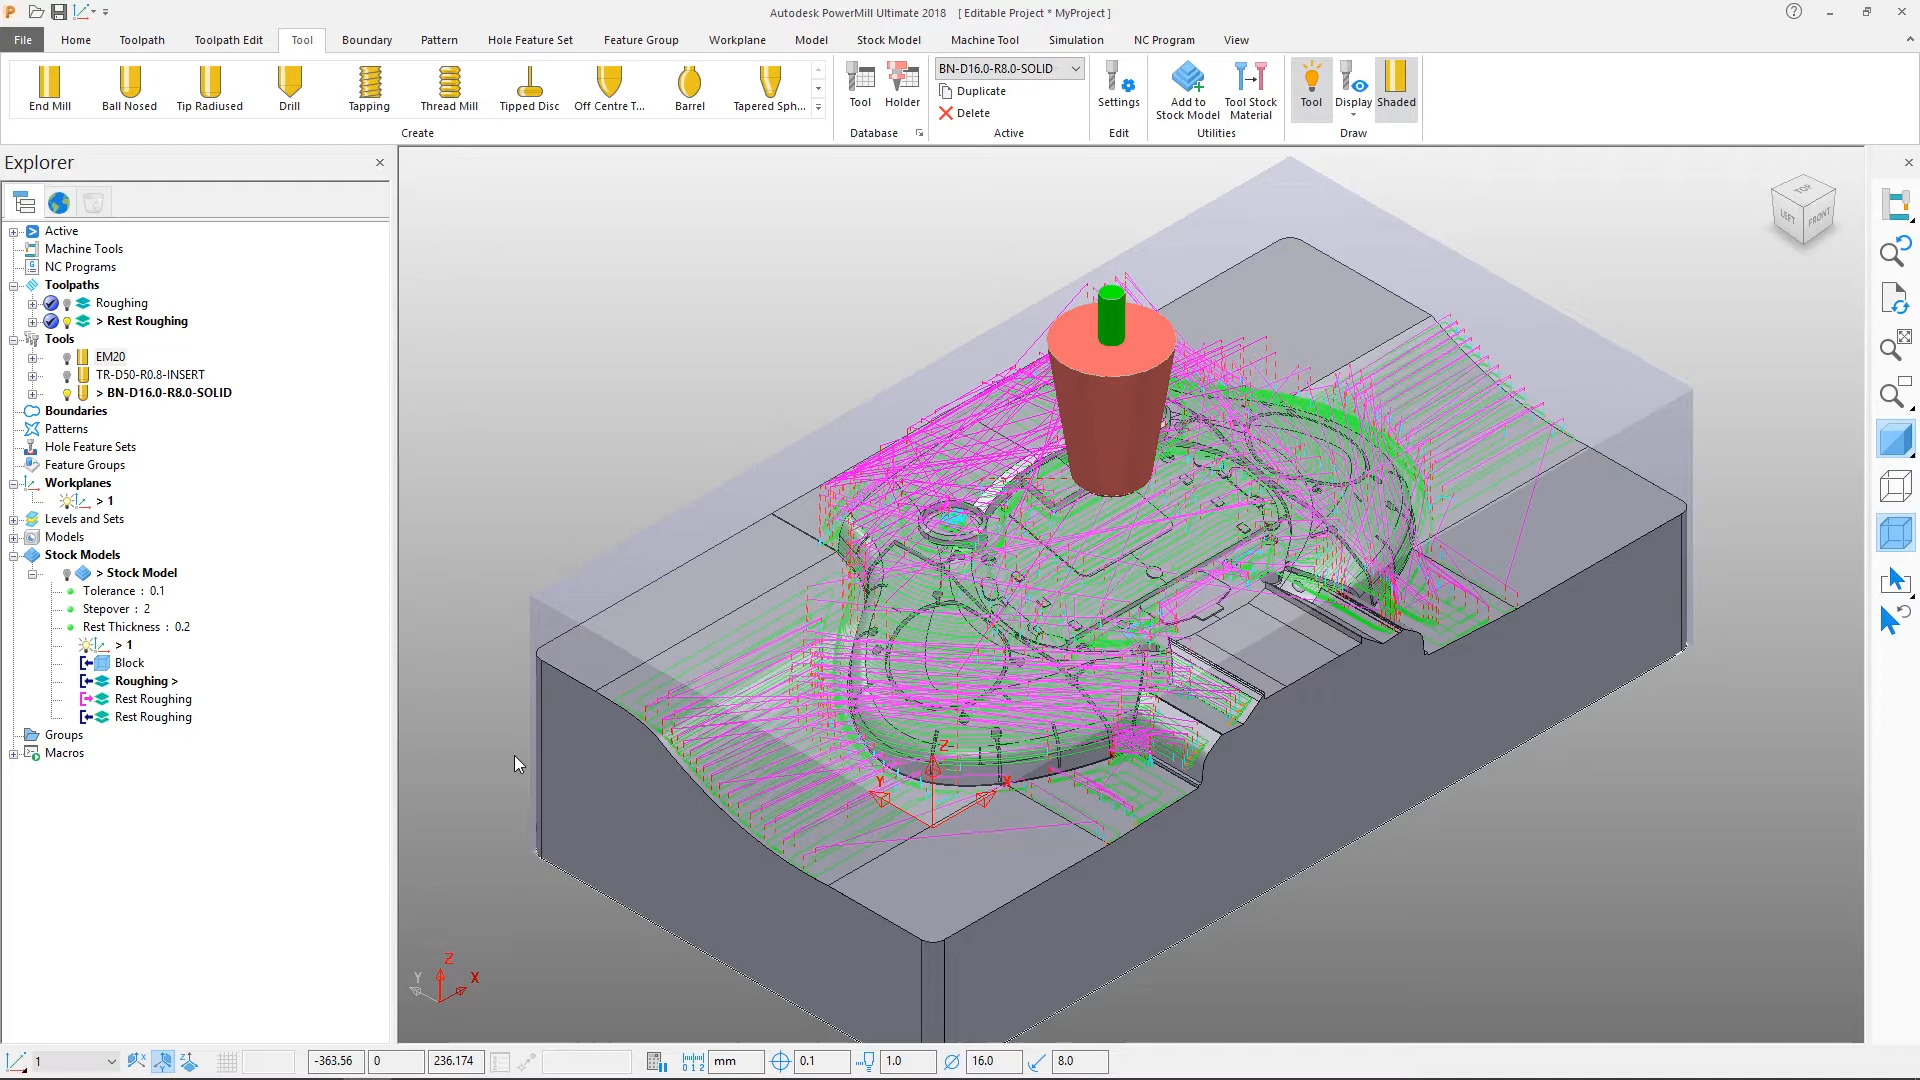 Autodesk PowerMill Ultimate 2018 [ Editable Project * MyProject ]
File Home Toolpath Toolpath Edit Tool Boundary Pattern Hole Feature Set Feature Group Workplane Model Stock Model Machine Tool Simulation NC Program View
End Mill Ball Nosed Tip Radiused Drill Tapping Thread Mill Tipped Disc Off Centre T... Barrel Tapered Sph...
Create
Tool Holder
Database
BN-D16.0-R8.0-SOLID
Duplicate
Delete
Active
Settings
Edit
Add to Stock Model
Tool Stock Material
Utilities
Tool Display Shaded
Draw
Explorer
Active
Machine Tools
NC Programs
Toolpaths
Roughing
> Rest Roughing
Tools
EM20
TR-D50-R0.8-INSERT
> BN-D16.0-R8.0-SOLID
Boundaries
Patterns
Hole Feature Sets
Feature Groups
Workplanes
> 1
Levels and Sets
Models
Stock Models
> Stock Model
Tolerance : 0.1
Stepover : 2
Rest Thickness : 0.2
> 1
Block
Roughing >
Rest Roughing
Rest Roughing
Groups
Macros
TOP
LEFT FRONT
Z
Y X
Z
Y X
1 -363.56 0 236.174 mm 0.1 1.0 16.0 8.0